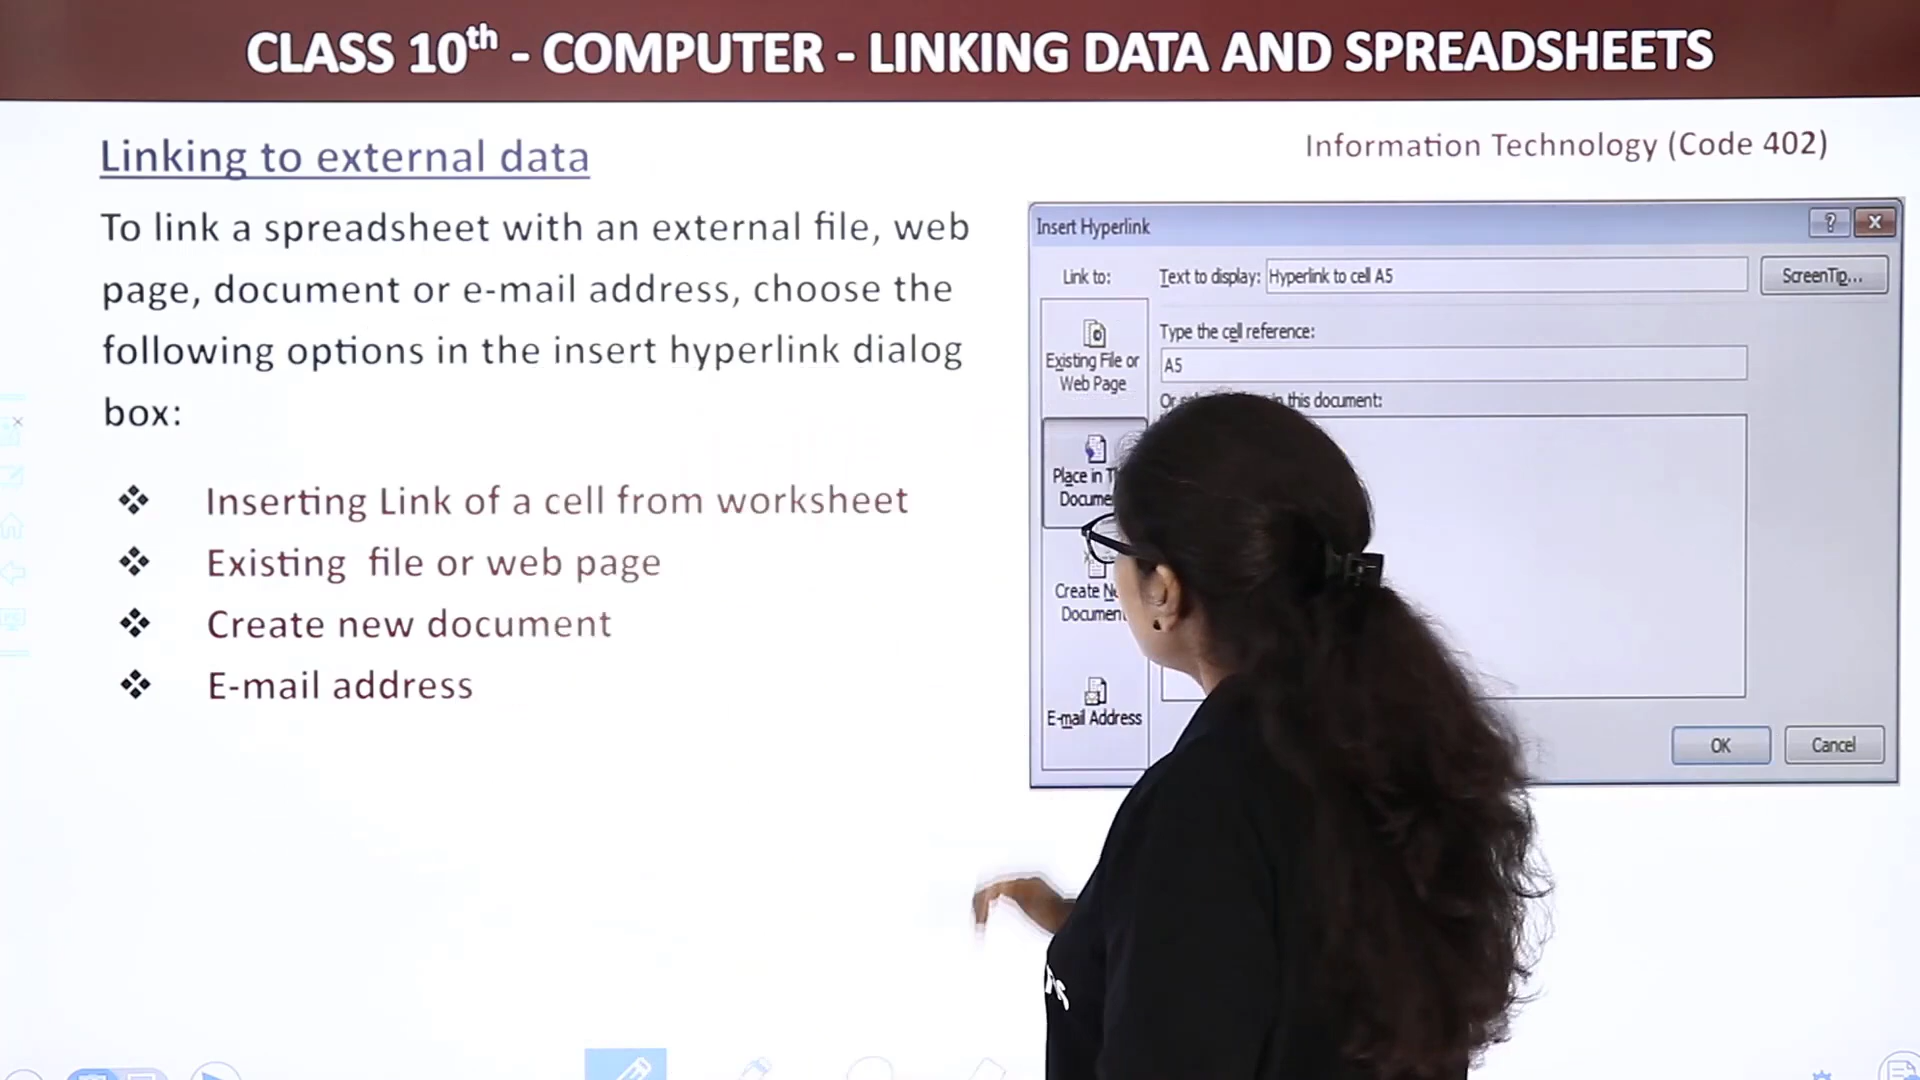 CLASS 10th - COMPUTER - LINKING DATA AND SPREADSHEETS
Linking to external data
Information Technology (Code 402)
To link a spreadsheet with an external file, web
page, document or e-mail address, choose the
following options in the insert hyperlink dialog
box:
❖ Inserting Link of a cell from worksheet
❖ Existing file or web page
❖ Create new document
❖ E-mail address
Insert Hyperlink
Link to:
Text to display: Hyperlink to cell A5
ScreenTip...
Type the cell reference:
A5
Or this document:
Existing File or
Web Page
Place in
Create
E-mail Address
OK
Cancel